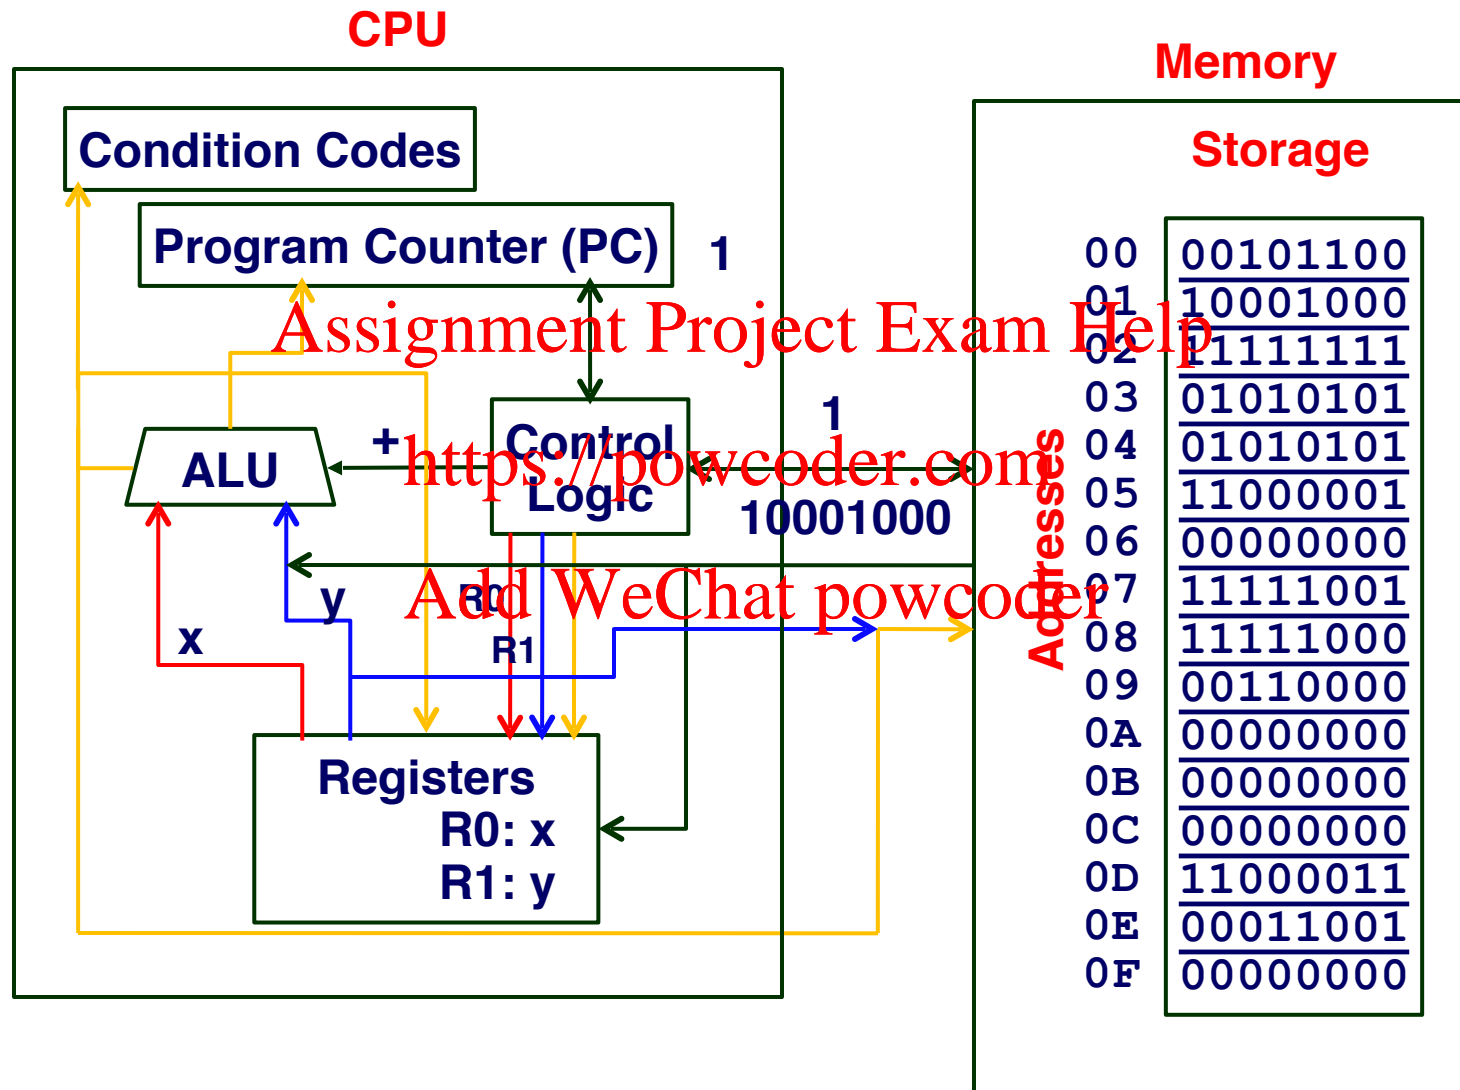 CPU
Memory
Condition Codes
Storage
Program Counter (PC) 1
00 00101100
01 10001000
Assignment Project Exam Help
02 11111111
03 01010101
1
+
Control
Logic
ALU
https://powcoder.com
04 01010101
Addresses
05 11000001
10001000
06 00000000
y
R0
Add WeChat powcoder
07 11111001
x
R1
08 11111000
09 00110000
0A 00000000
Registers
0B 00000000
R0: x
0C 00000000
R1: y
0D 11000011
0E 00011001
0F 00000000